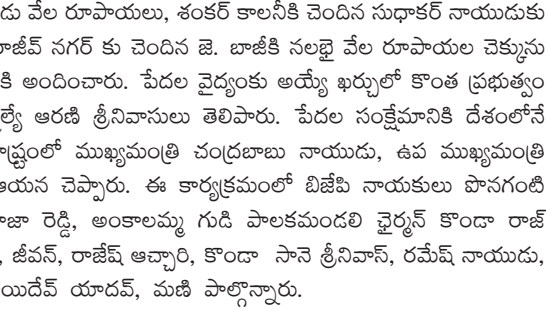 డు వేల రూపాయలు, శంకర్ కాలనీకి చెందిన సుధాకర్ నాయుడుకు
ాజీవ్ నగర్ కు చెందిన జె. బాజీకి నలభై వేల రూపాయల చెక్కును
కి అందించారు. పేదల వైద్యంకు అయ్యే ఖర్చులో కొంత ప్రభుత్వం
ల్యే ఆరణి శ్రీనివాసులు తెలిపారు. పేదల సంక్షేమానికి దేశంలోనే
ాష్ట్రంలో ముఖ్యమంత్రి చంద్రబాబు నాయుడు, ఉప ముఖ్యమంత్రి
ఆయన చెప్పారు. ఈ కార్యక్రమంలో బిజేపి నాయకులు పొనగంటి
ాజా రెడ్డి, అంకాలమ్మ గుడి పాలకమండలి ఛైర్మన్ కొండా రాజ్
, జీవన్, రాజేష్ ఆచ్చారి, కొండా సానె శ్రీనివాస్, రమేష్ నాయుడు,
యిదేవ్ యాదవ్, మణి పాల్గొన్నారు.